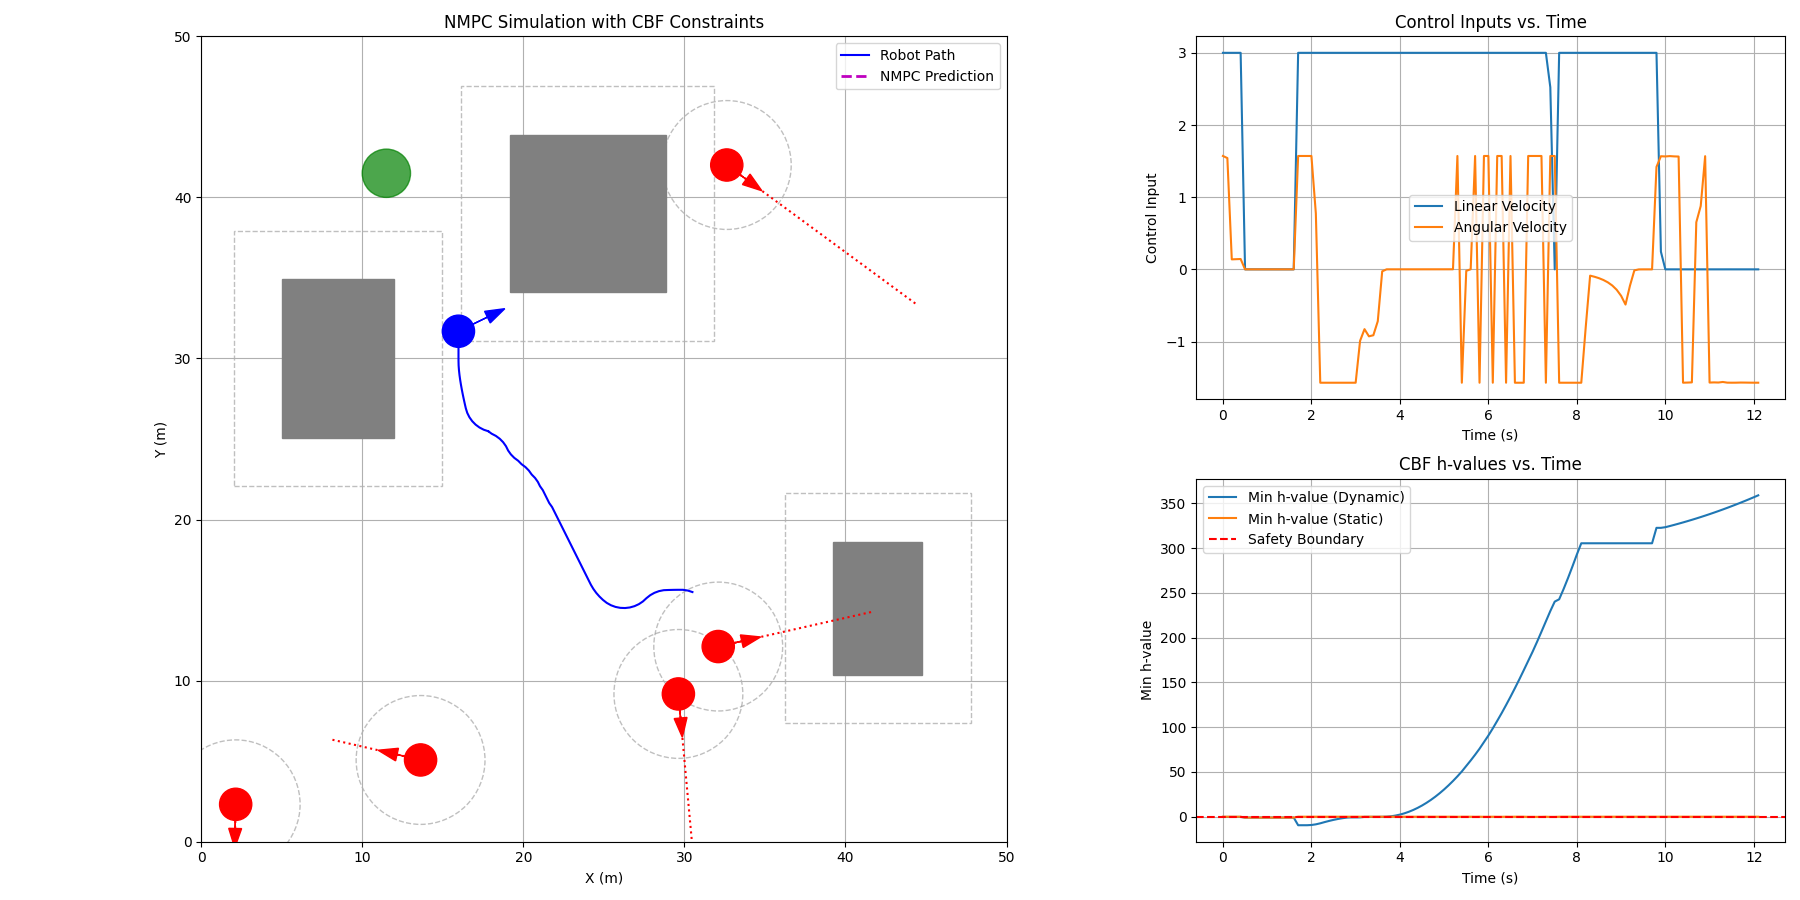 NMPC Simulation with CBF Constraints
50
40
30
20
10
0
Y (m)
Robot Path
NMPC Prediction
0 10 20 30 40 50
X (m)
Control Inputs vs. Time
3
2
1
0
−1
Control Input
Linear Velocity
Angular Velocity
0 2 4 6 8 10 12
Time (s)
CBF h-values vs. Time
350
300
250
200
150
100
50
0
Min h-value
Min h-value (Dynamic)
Min h-value (Static)
Safety Boundary
0 2 4 6 8 10 12
Time (s)